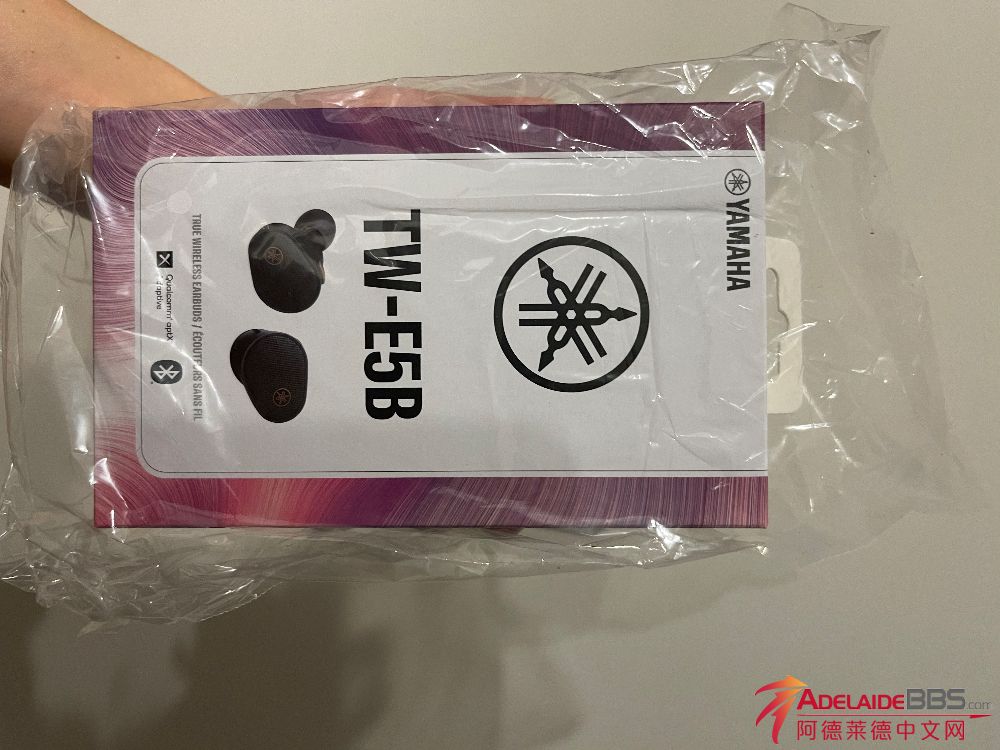 YAMAHA
TW-E5B
TRUE WIRELESS EARBUDS / ÉCOUTEURS SANS FIL
Qualcomm aptX
adaptive
ADELAIDEBBS.com
阿德莱德中文网